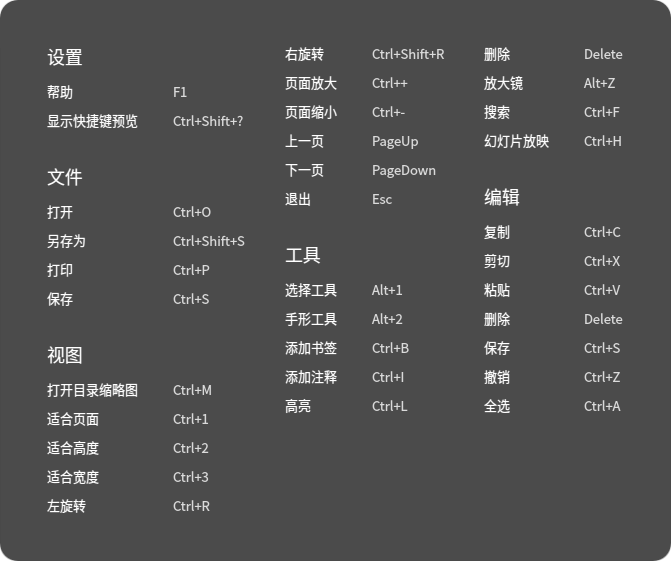 设置
帮助 F1
显示快捷键预览 Ctrl+Shift+?
文件
打开 Ctrl+O
另存为 Ctrl+Shift+S
打印 Ctrl+P
保存 Ctrl+S
视图
打开目录缩略图 Ctrl+M
适合页面 Ctrl+1
适合高度 Ctrl+2
适合宽度 Ctrl+3
左旋转 Ctrl+R
右旋转 Ctrl+Shift+R
页面放大 Ctrl++
页面缩小 Ctrl+-
上一页 PageUp
下一页 PageDown
退出 Esc
工具
选择工具 Alt+1
手形工具 Alt+2
添加书签 Ctrl+B
添加注释 Ctrl+I
高亮 Ctrl+L
删除 Delete
放大镜 Alt+Z
搜索 Ctrl+F
幻灯片放映 Ctrl+H
编辑
复制 Ctrl+C
剪切 Ctrl+X
粘贴 Ctrl+V
删除 Delete
保存 Ctrl+S
撤销 Ctrl+Z
全选 Ctrl+A